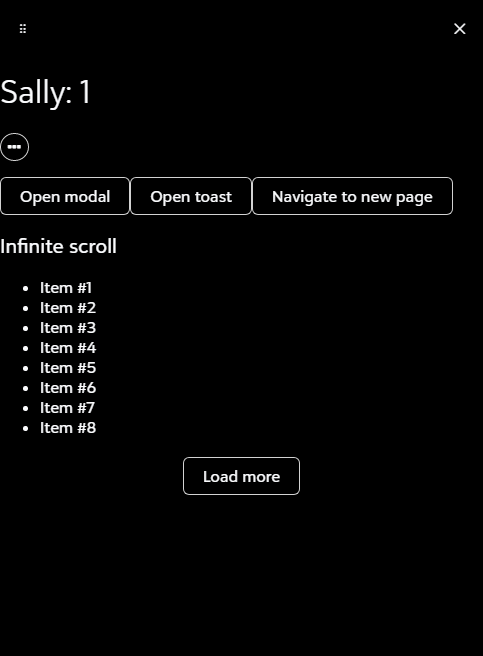 Sally: 1
Open modal
Open toast
Navigate to new page
Infinite scroll
Item #1
Item #2
Item #3
Item #4
Item #5
Item #6
Item #7
Item #8
Load more